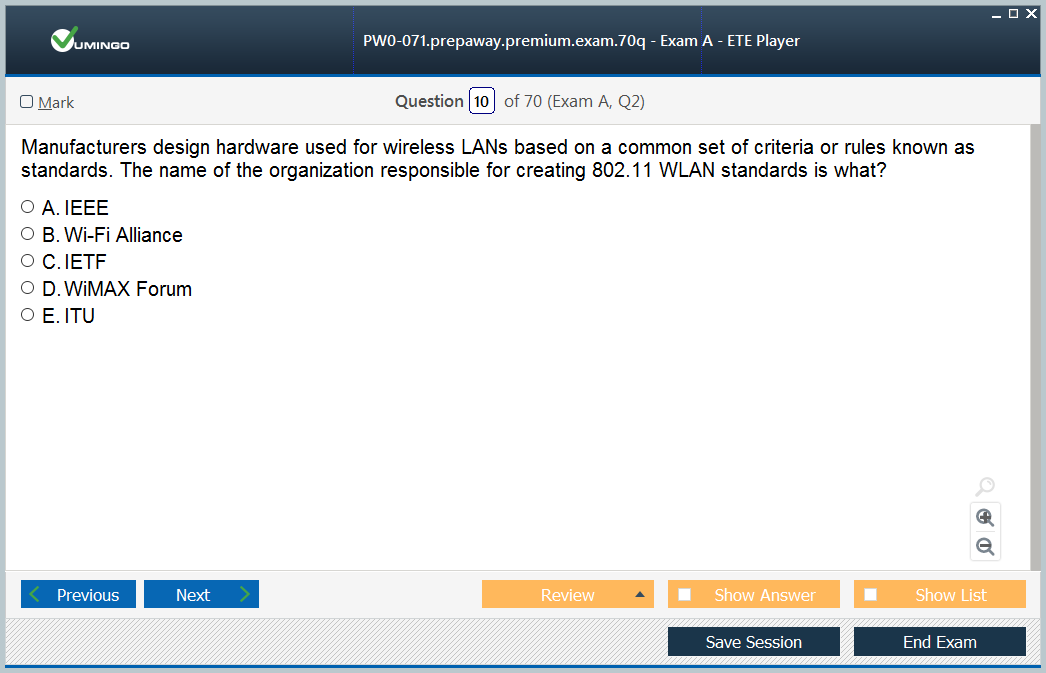 VUMINGO
PW0-071.prepaway.premium.exam.70q - Exam A - ETE Player
Mark
Question 10 of 70 (Exam A, Q2)
Manufacturers design hardware used for wireless LANs based on a common set of criteria or rules known as
standards. The name of the organization responsible for creating 802.11 WLAN standards is what?
A. IEEE
B. Wi-Fi Alliance
C. IETF
D. WiMAX Forum
E. ITU
Previous Next Review Show Answer Show List
Save Session End Exam